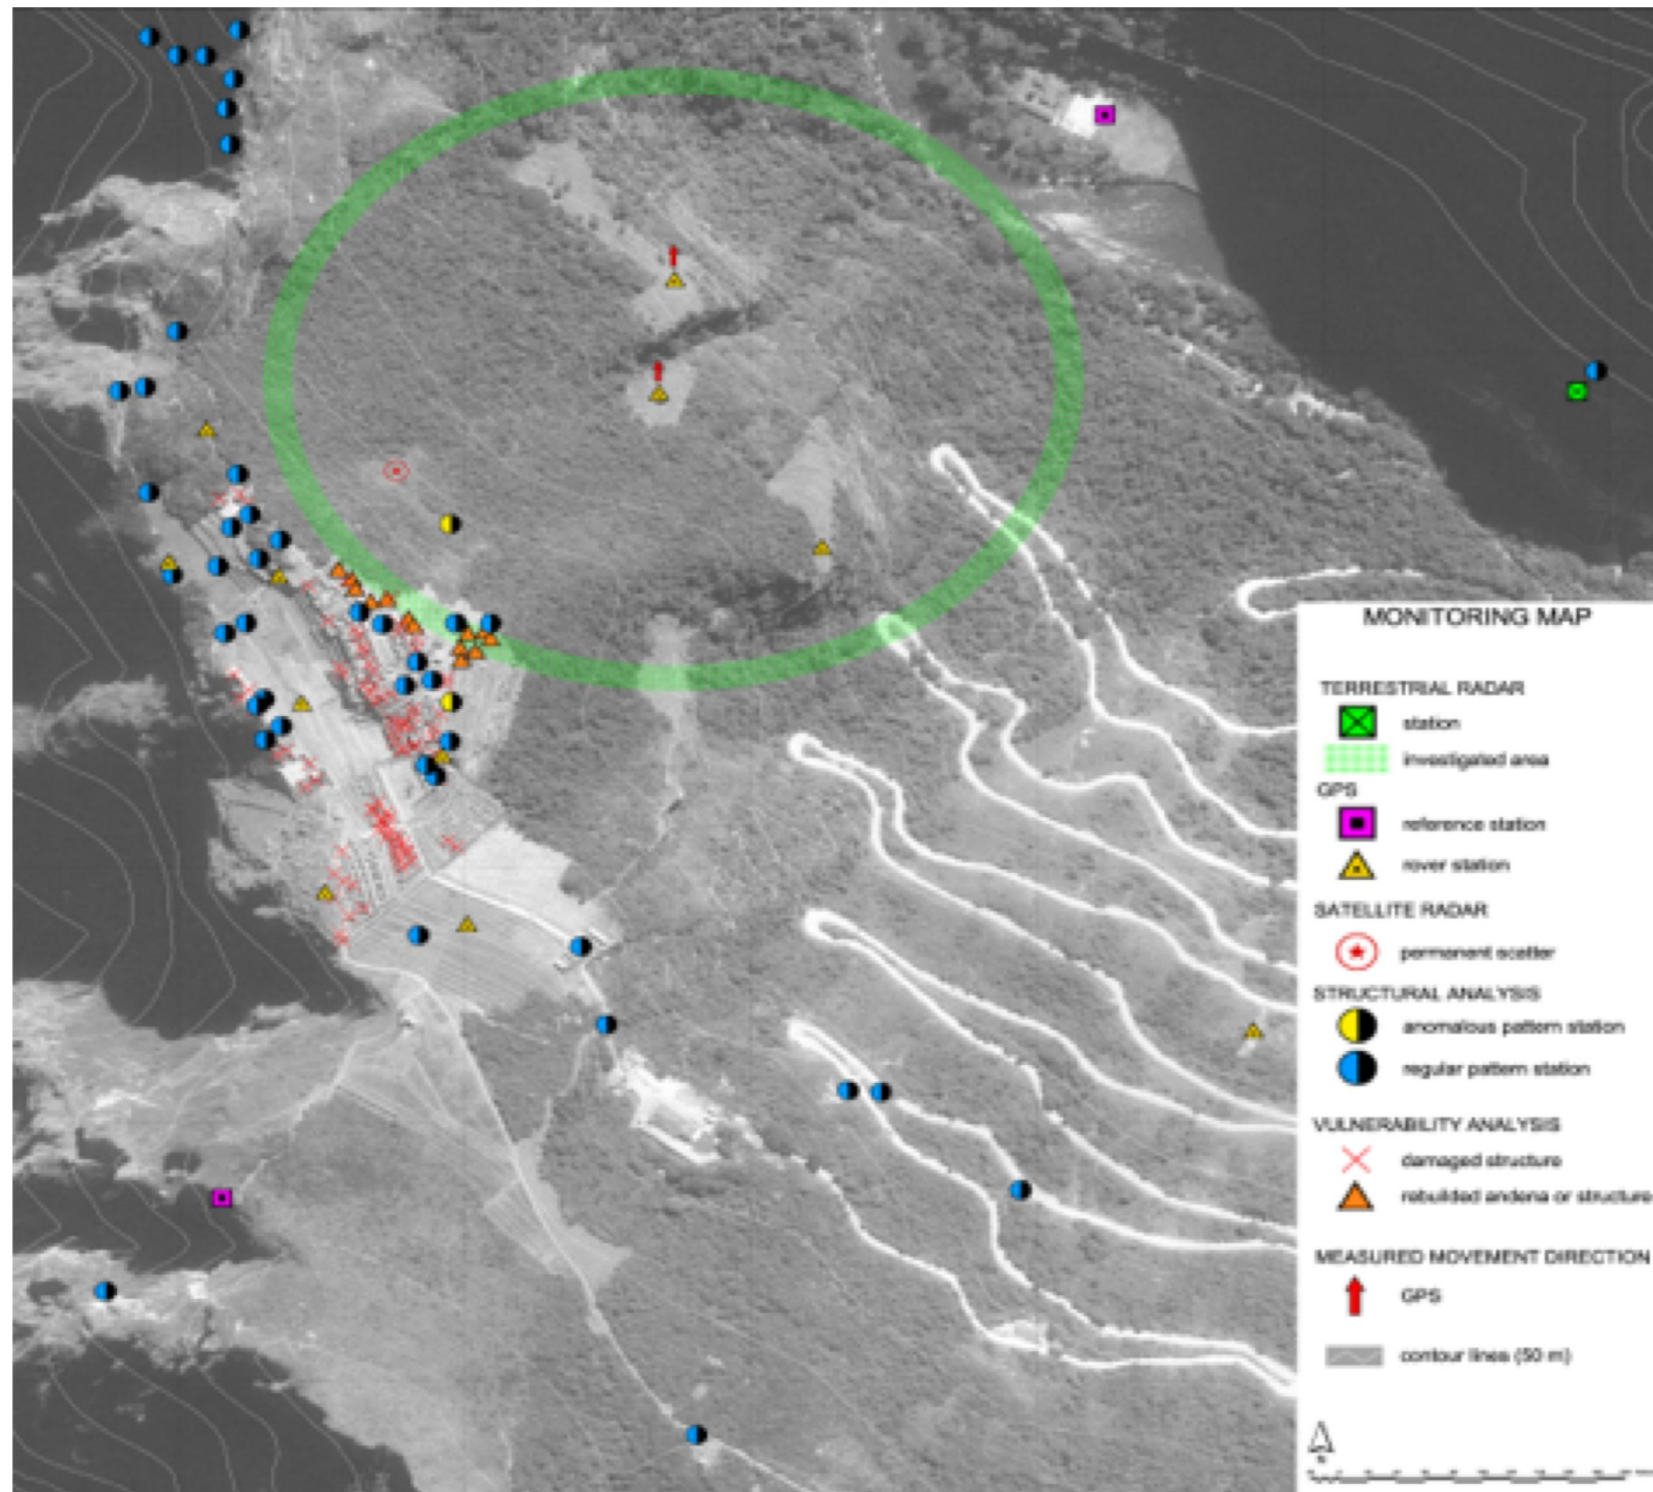 MONITORING MAP
TERRESTRIAL RADAR
station
investigated area
GPS
reference station
rover station
SATELLITE RADAR
permanent scatter
STRUCTURAL ANALYSIS
anomalous pattern station
regular pattern station
VULNERABILITY ANALYSIS
damaged structure
rebuilded andena or structure
MEASURED MOVEMENT DIRECTION
GPS
contour lines (50 m)